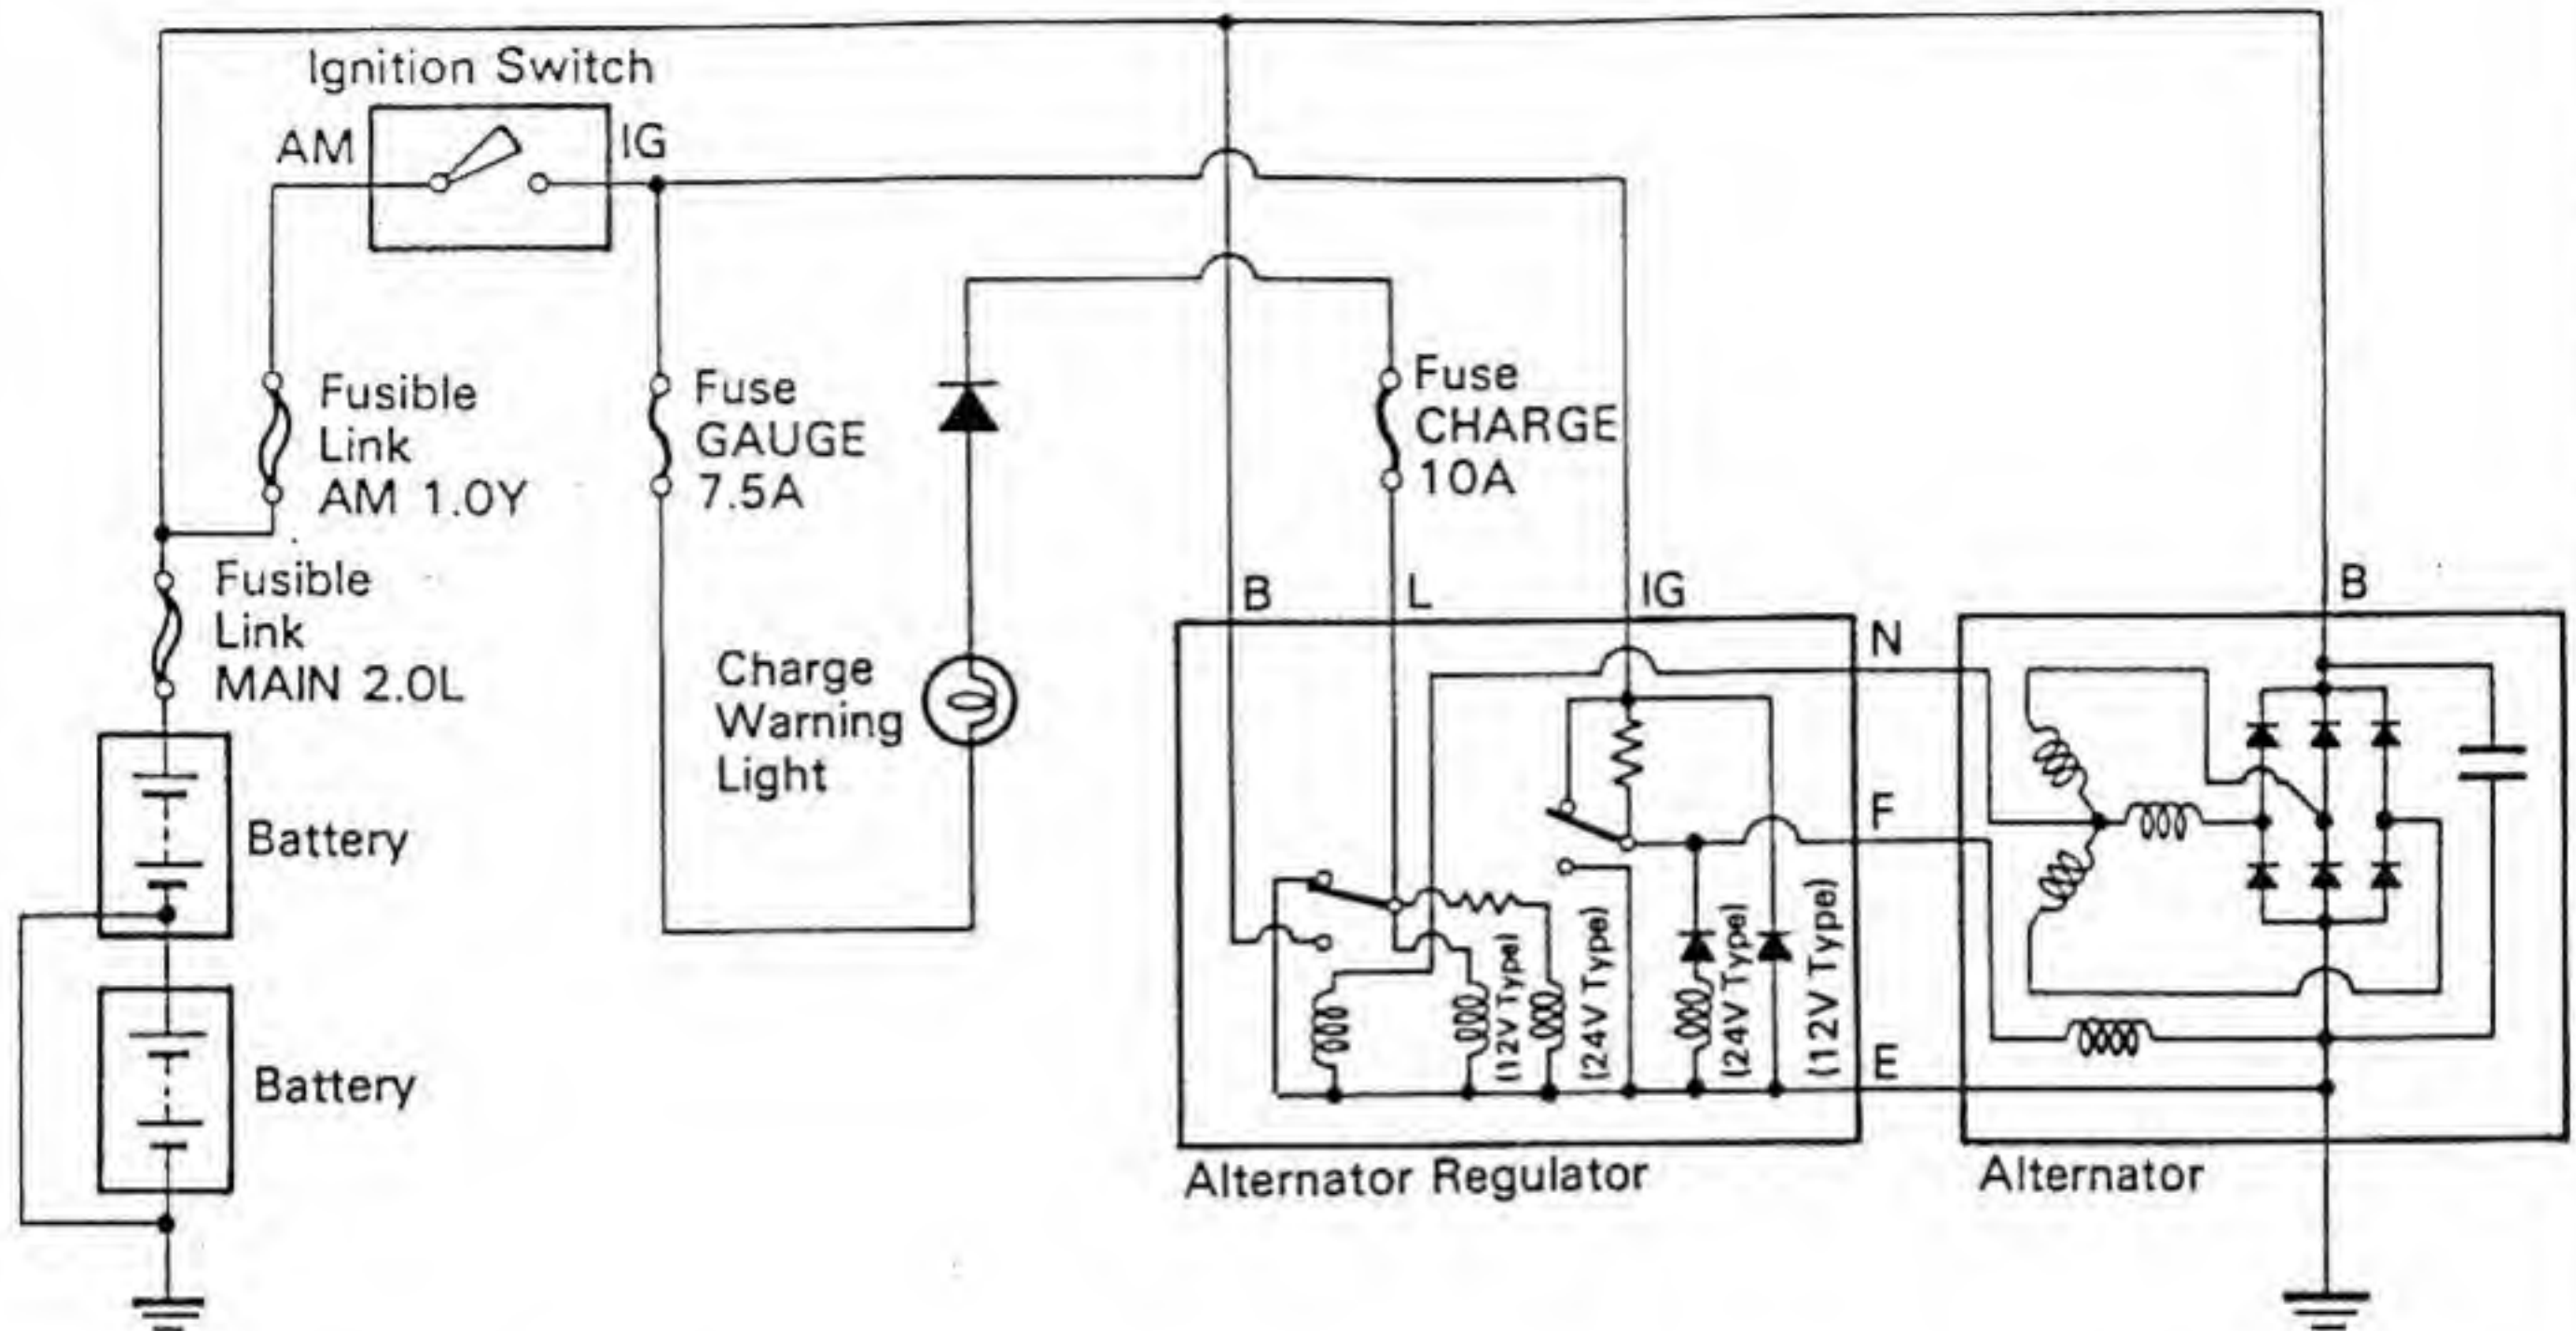 Ignition Switch
AM
IG
Fusible
Link
AM 1.0Y
Fuse
GAUGE
7.5A
Fuse
CHARGE
10A
Fusible
Link
MAIN 2.0L
B
L
IG
B
N
Charge
Warning
Light
F
Battery
(12V Type)
(24V Type)
(24V Type)
(12V Type)
E
Battery
Alternator Regulator
Alternator